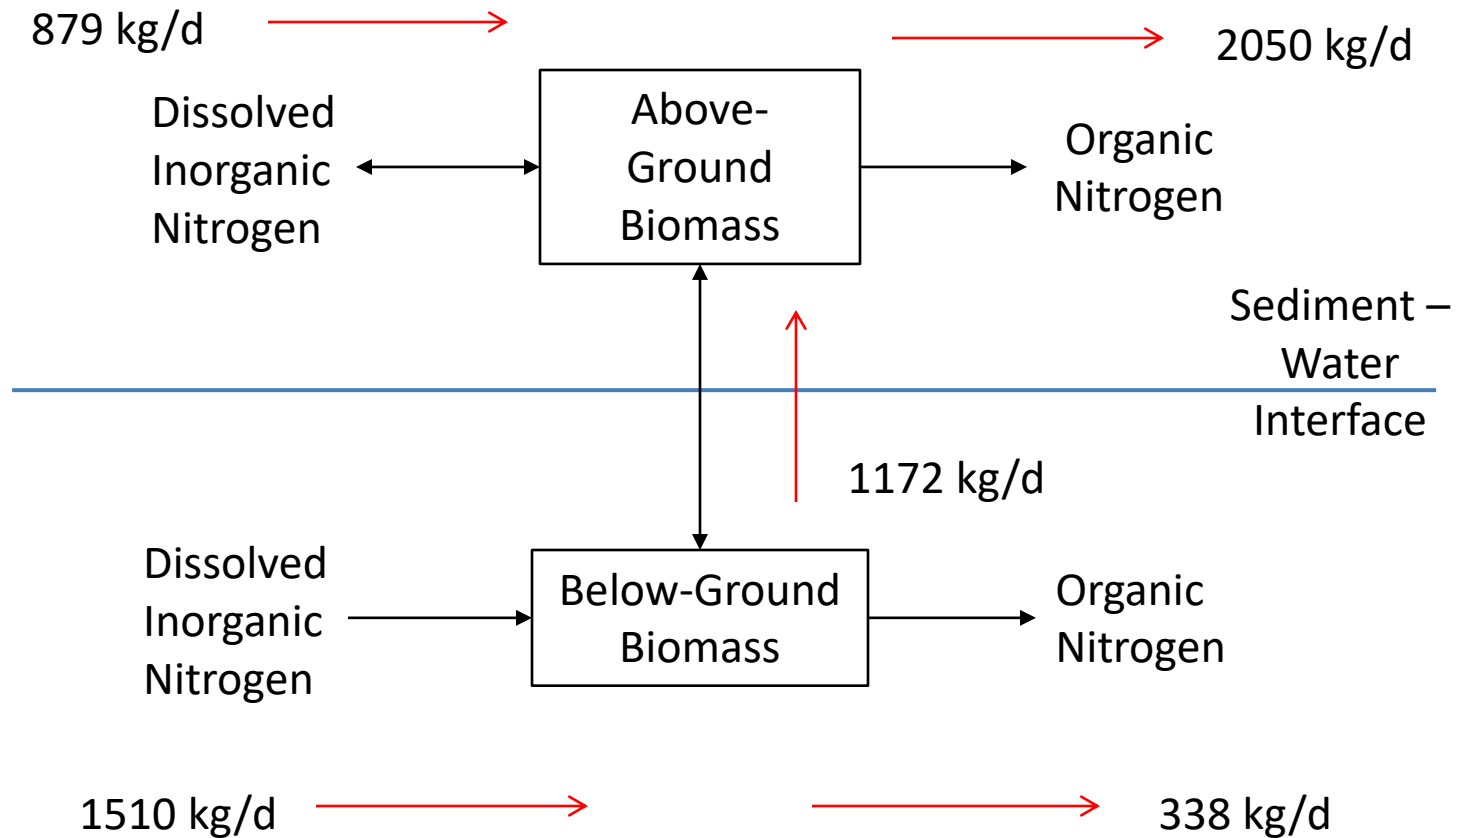 879 kg/d
2050 kg/d
Dissolved
Inorganic
Nitrogen
Above-
Ground
Biomass
Organic
Nitrogen
Sediment –
Water
Interface
1172 kg/d
Dissolved
Inorganic
Nitrogen
Below-Ground
Biomass
Organic
Nitrogen
1510 kg/d
338 kg/d